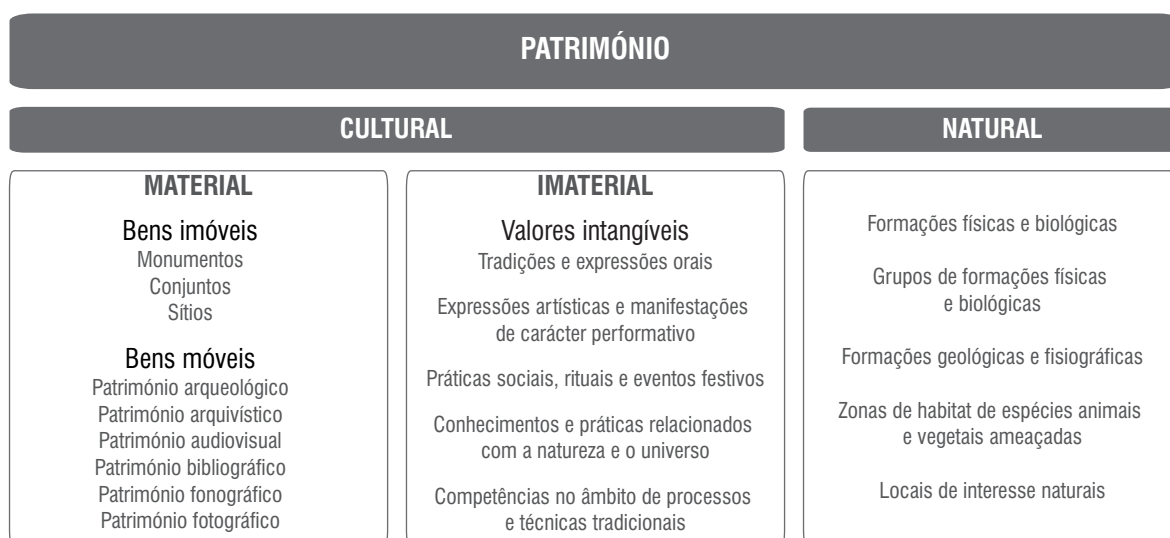 PATRIMÓNIO
CULTURAL
NATURAL
MATERIAL
Bens imóveis
Monumentos
Conjuntos
Sítios
Bens móveis
Património arqueológico
Património arquivístico
Património audiovisual
Património bibliográfico
Património fonográfico
Património fotográfico
IMATERIAL
Valores intangíveis
Tradições e expressões orais
Expressões artísticas e manifestações
de carácter performativo
Práticas sociais, rituais e eventos festivos
Conhecimentos e práticas relacionados
com a natureza e o universo
Competências no âmbito de processos
e técnicas tradicionais
Formações físicas e biológicas
Grupos de formações físicas
e biológicas
Formações geológicas e fisiográficas
Zonas de habitat de espécies animais
e vegetais ameaçadas
Locais de interesse naturais